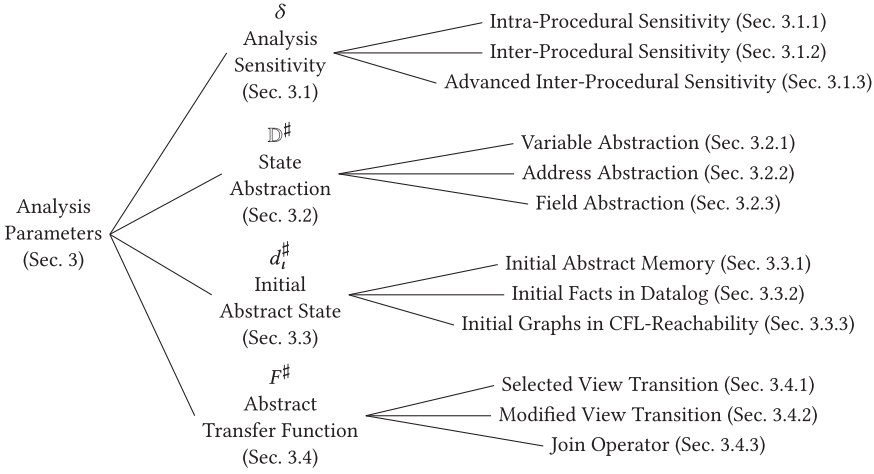 Analysis
Parameters
(Sec. 3)
δ
Analysis
Sensitivity
(Sec. 3.1)
Intra-Procedural Sensitivity (Sec. 3.1.1)
Inter-Procedural Sensitivity (Sec. 3.1.2)
Advanced Inter-Procedural Sensitivity (Sec. 3.1.3)
𝔻♯
State
Abstraction
(Sec. 3.2)
Variable Abstraction (Sec. 3.2.1)
Address Abstraction (Sec. 3.2.2)
Field Abstraction (Sec. 3.2.3)
d♯ι
Initial
Abstract State
(Sec. 3.3)
Initial Abstract Memory (Sec. 3.3.1)
Initial Facts in Datalog (Sec. 3.3.2)
Initial Graphs in CFL-Reachability (Sec. 3.3.3)
F♯
Abstract
Transfer Function
(Sec. 3.4)
Selected View Transition (Sec. 3.4.1)
Modified View Transition (Sec. 3.4.2)
Join Operator (Sec. 3.4.3)